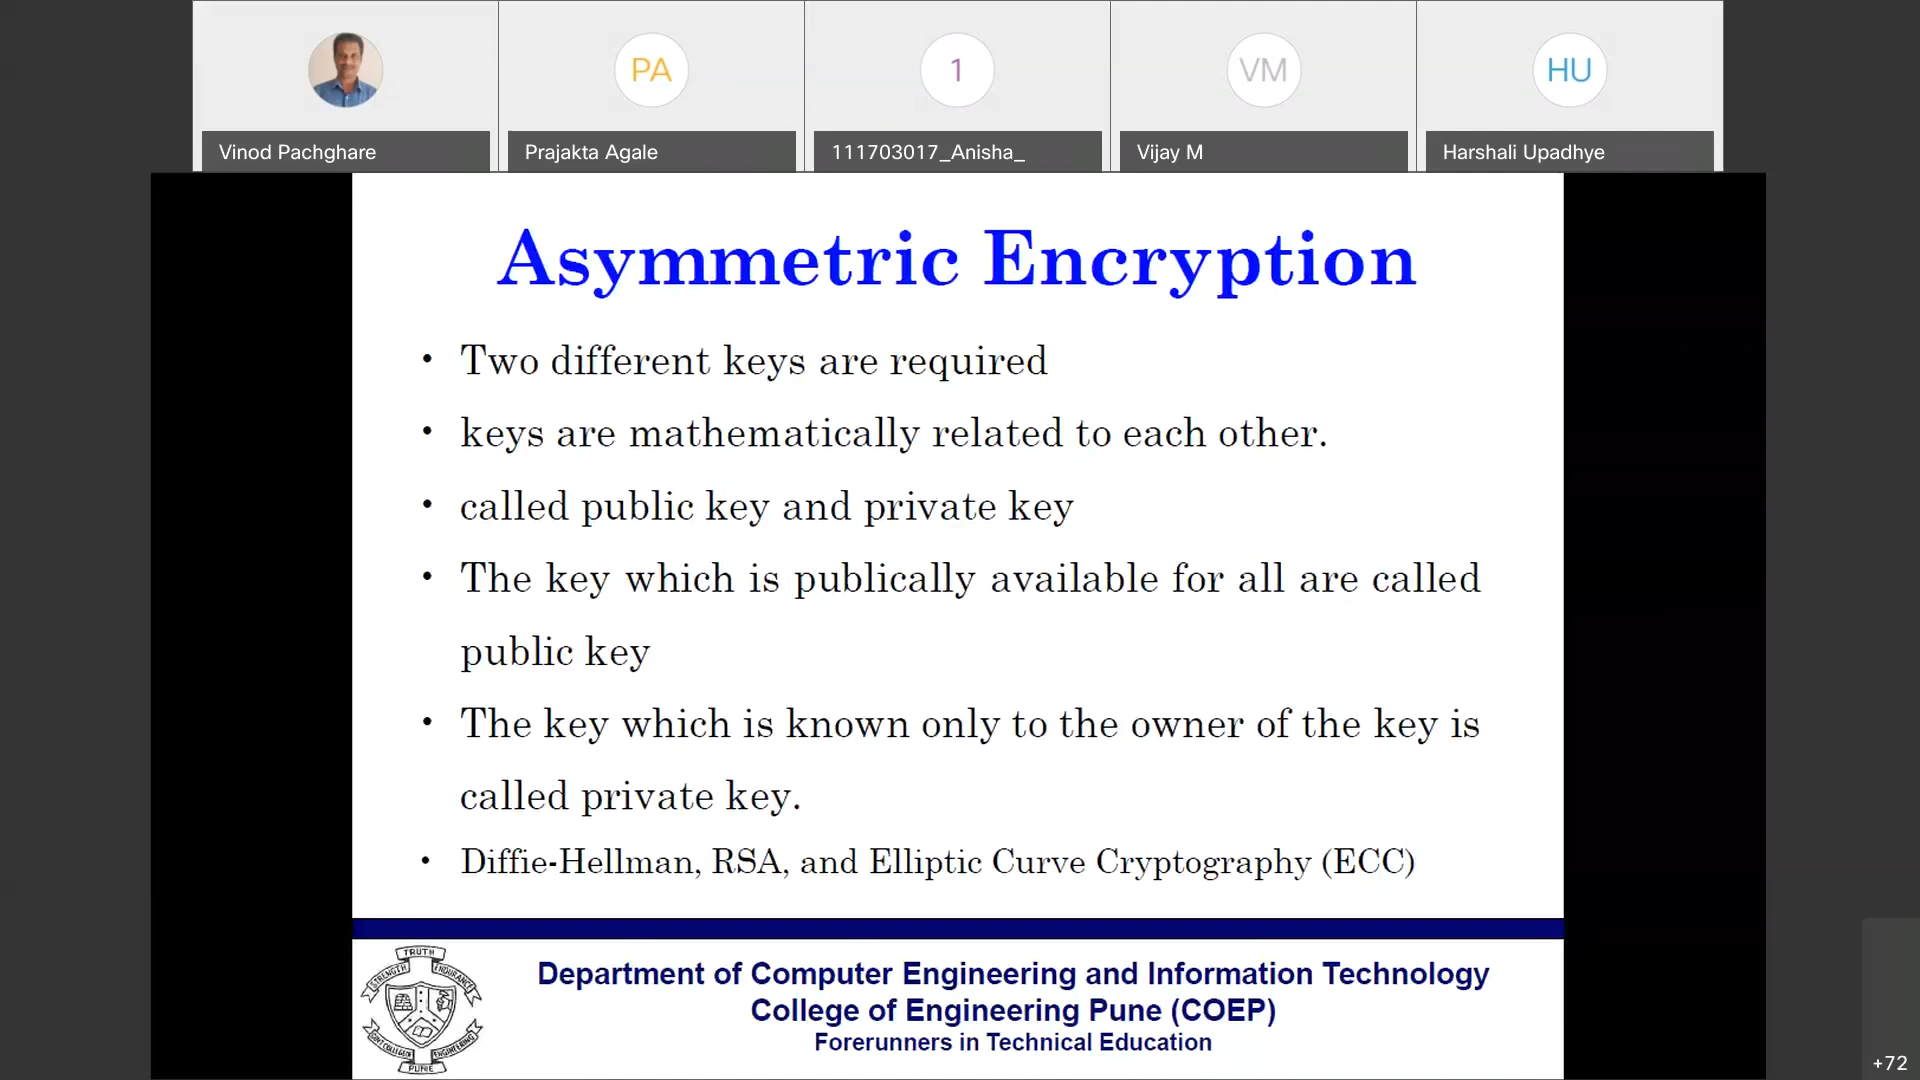 PA
1
VM
HU
Vinod Pachghare
Prajakta Agale
111703017_Anisha_
Vijay M
Harshali Upadhye
Asymmetric Encryption
• Two different keys are required
• keys are mathematically related to each other.
• called public key and private key
• The key which is publically available for all are called
public key
• The key which is known only to the owner of the key is
called private key.
• Diffie-Hellman, RSA, and Elliptic Curve Cryptography (ECC)
TRUTH
STRENGTH
ENDURANCE
ENGINEERING
PUNE
Department of Computer Engineering and Information Technology
College of Engineering Pune (COEP)
Forerunners in Technical Education
+72